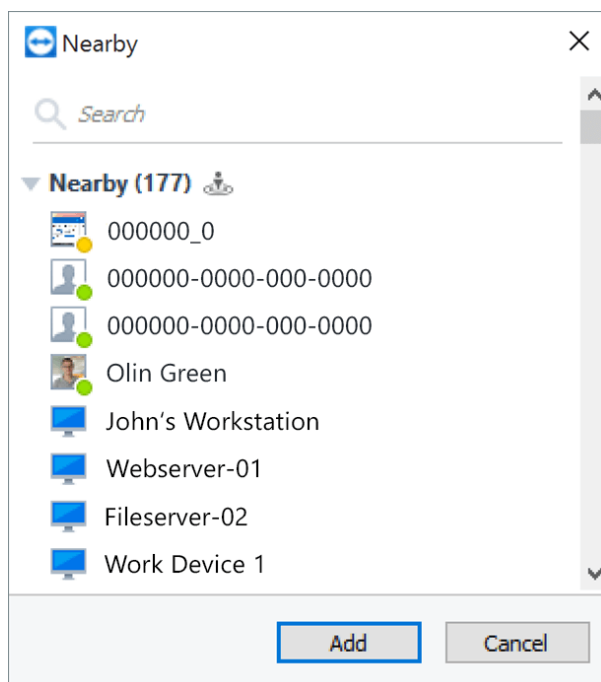 Nearby
Search
Nearby (177)
000000_0
000000-0000-000-0000
000000-0000-000-0000
Olin Green
John's Workstation
Webserver-01
Fileserver-02
Work Device 1
Add
Cancel